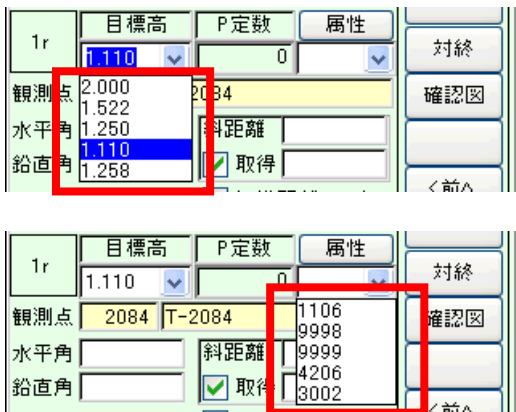 1r 目標高 P定数 属性 対終
1.110 0
観測点 2084 確認図
2.000
1.522
水平角 1.250 斜距離
1.110
鉛直角 1.258 取得
1r 目標高 P定数 属性 対終
1.110 0
観測点 2084 T-2084 確認図
1106
9998
水平角 斜距離 9999
4206
鉛直角 取得 3002